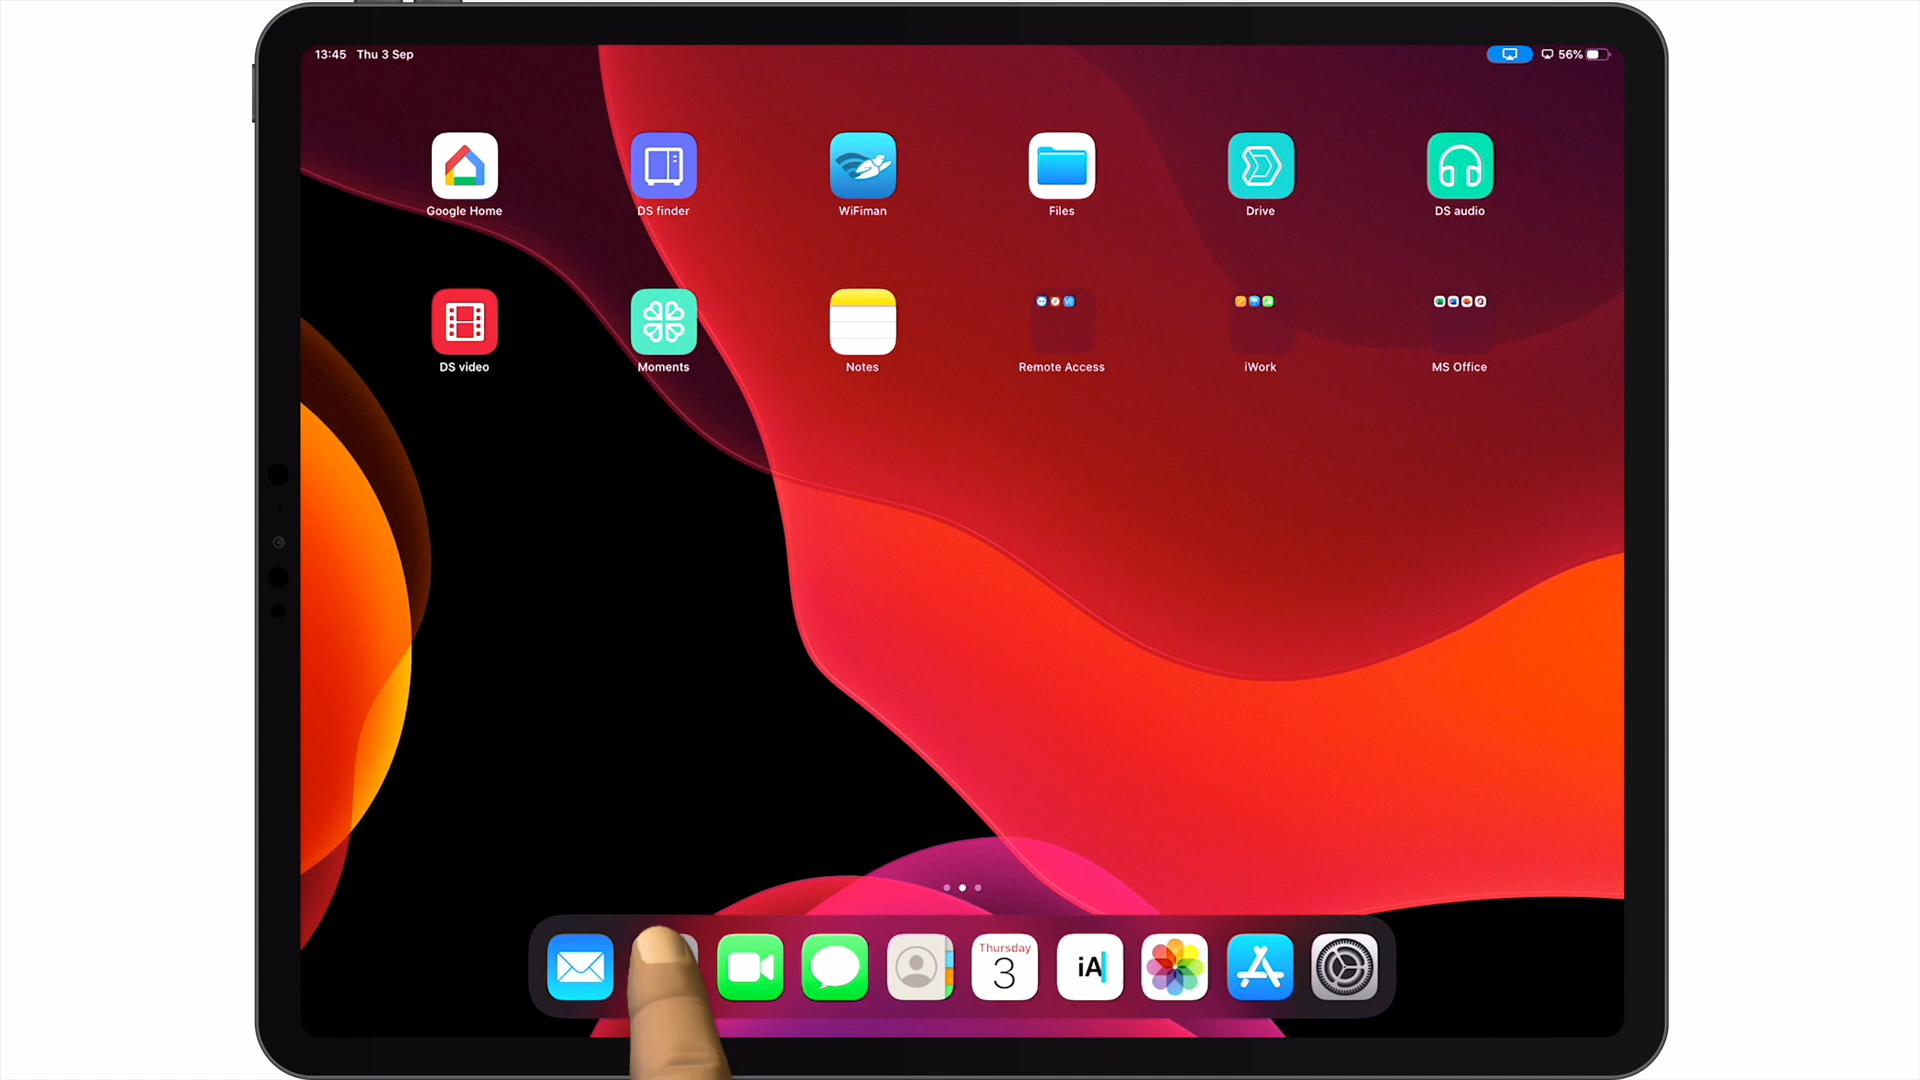 13:45 Thu 3 Sep
56%
Google Home
DS finder
WiFiman
Files
Drive
DS audio
DS video
Moments
Notes
Remote Access
iWork
MS Office
Thursday
3
iA